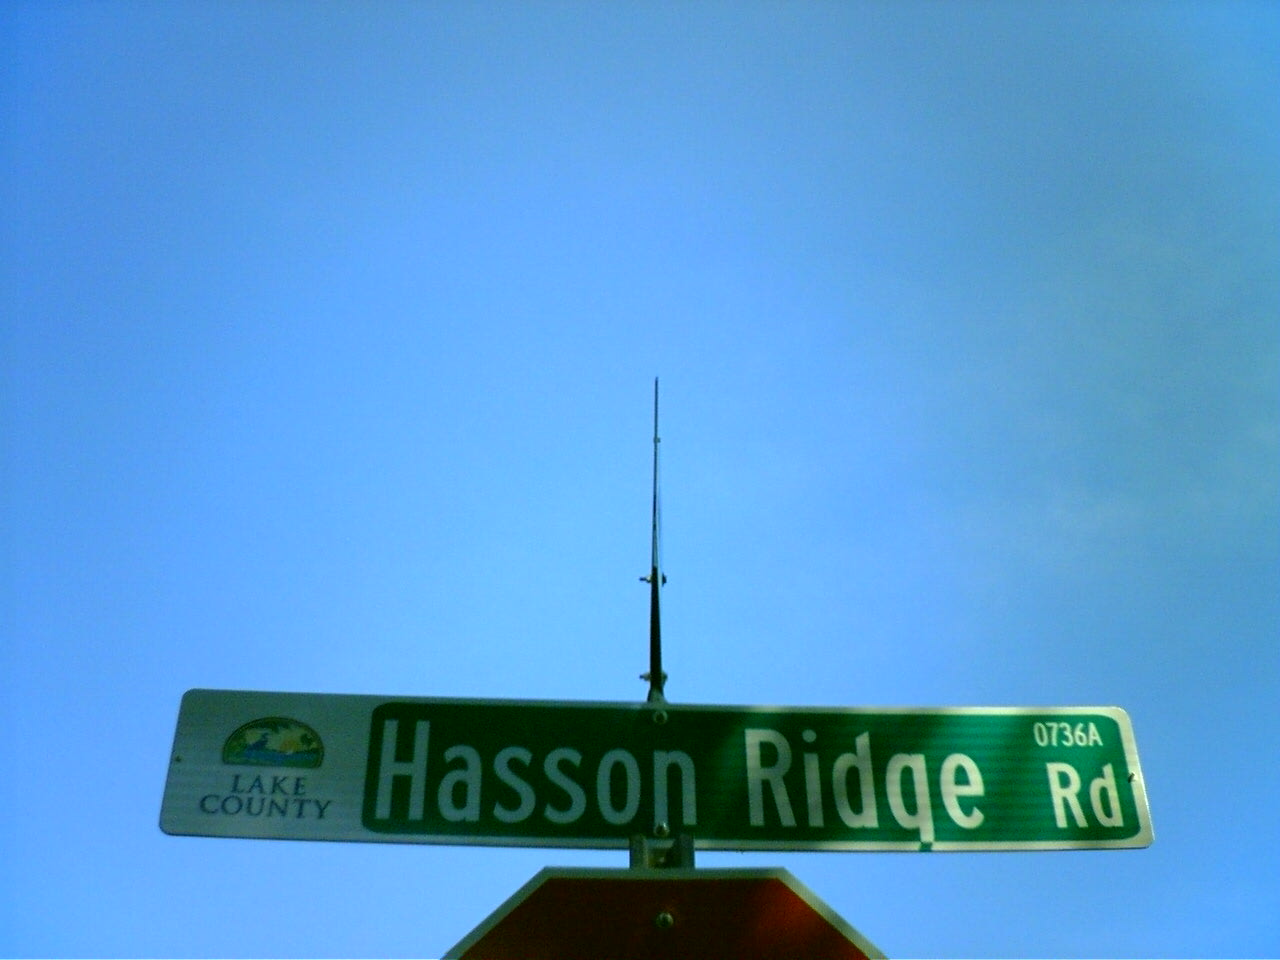 LAKE
COUNTY
Hasson Ridge Rd
0736A